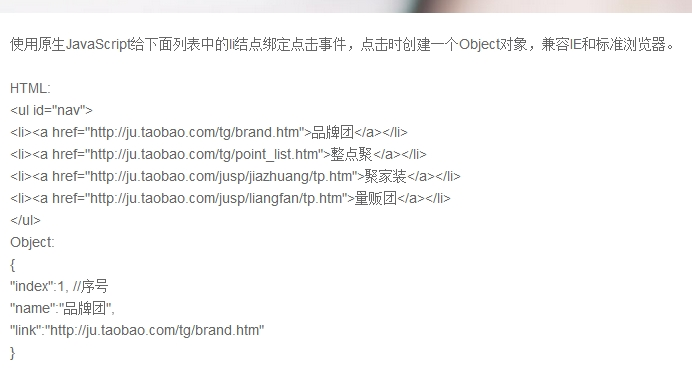 使用原生JavaScript给下面列表中的li结点绑定点击事件，点击时创建一个Object对象，兼容IE和标准浏览器。
HTML:
<ul id="nav">
<li><a href="http://ju.taobao.com/tg/brand.htm">品牌团</a></li>
<li><a href="http://ju.taobao.com/tg/point_list.htm">整点聚</a></li>
<li><a href="http://ju.taobao.com/jusp/jiazhuang/tp.htm">聚家装</a></li>
<li><a href="http://ju.taobao.com/jusp/liangfan/tp.htm">量贩团</a></li>
</ul>
Object:
{
"index":1, //序号
"name":"品牌团",
"link":"http://ju.taobao.com/tg/brand.htm"
}